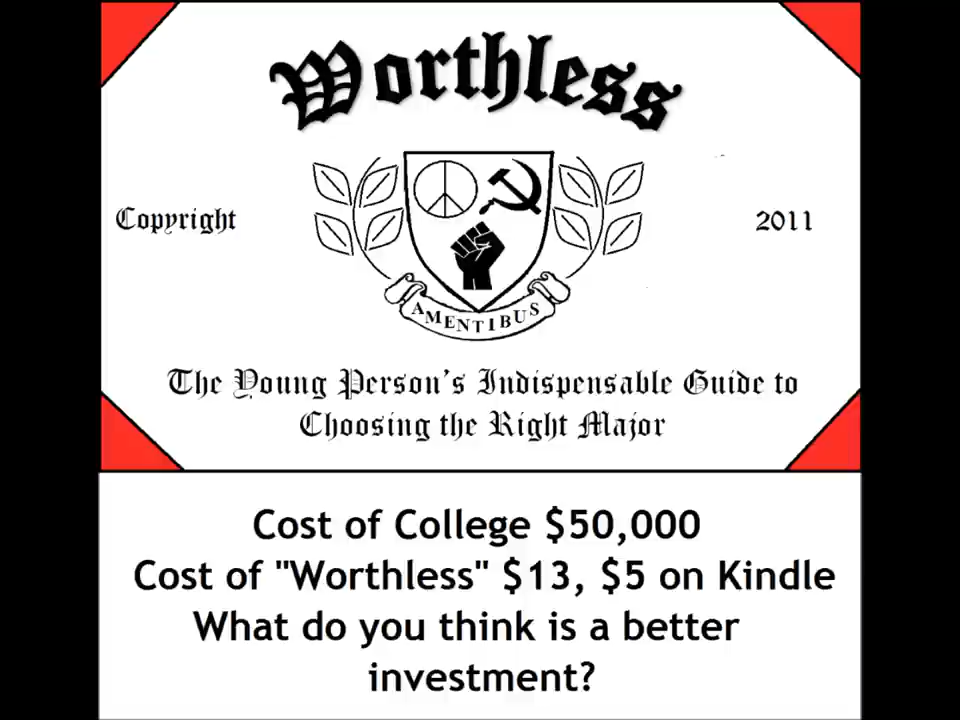 Worthless
Copyright 2011
AMENTIBUS
The Young Person's Indispensable Guide to
Choosing the Right Major
Cost of College $50,000
Cost of "Worthless" $13, $5 on Kindle
What do you think is a better
investment?